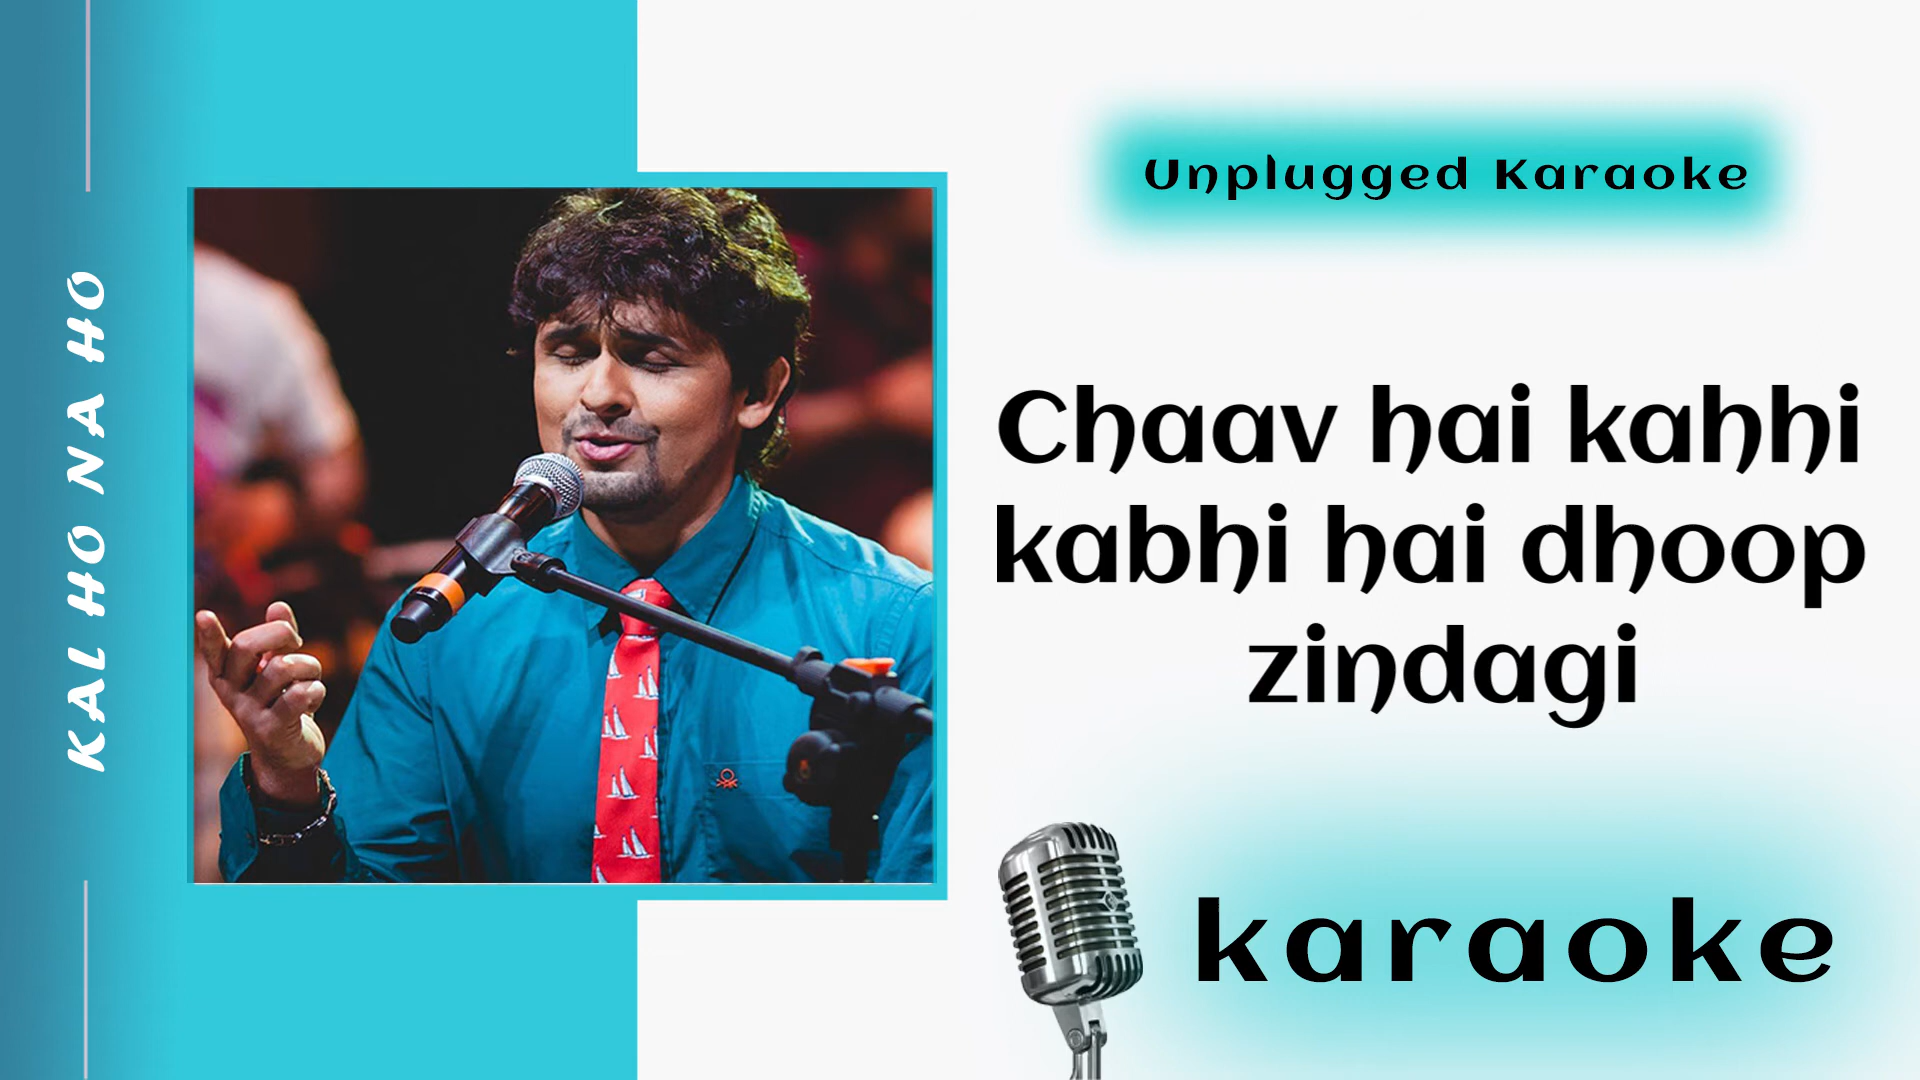 KAL HO NA HO
Unplugged Karaoke
Chaav hai kahhi
kabhi hai dhoop
zindagi
karaoke